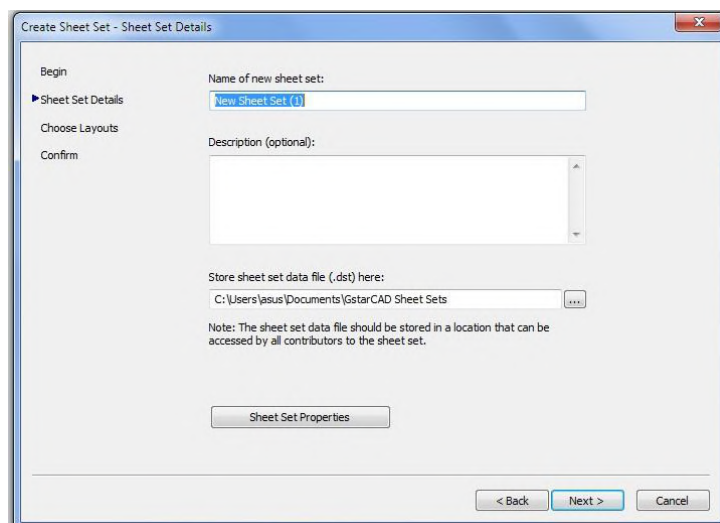 Create Sheet Set - Sheet Set Details
Begin
Sheet Set Details
Choose Layouts
Confirm
Name of new sheet set:
New Sheet Set (1)
Description (optional):
Store sheet set data file (.dst) here:
C:\Users\asus\Documents\GstarCAD Sheet Sets
...
Note: The sheet set data file should be stored in a location that can be
accessed by all contributors to the sheet set.
Sheet Set Properties
< Back
Next >
Cancel